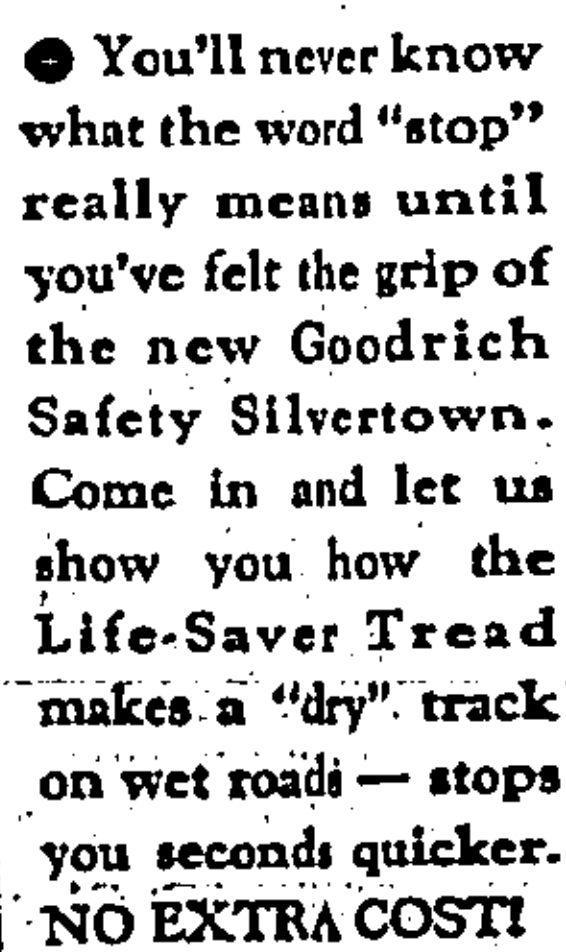 ● You'll never know
what the word "stop"
really means until
you've felt the grip of
the new Goodrich
Safety Silvertown.
Come in and let us
show you how the
Life-Saver Tread
makes a "dry" track
on wet roads — stops
you seconds quicker.
NO EXTRA COST!